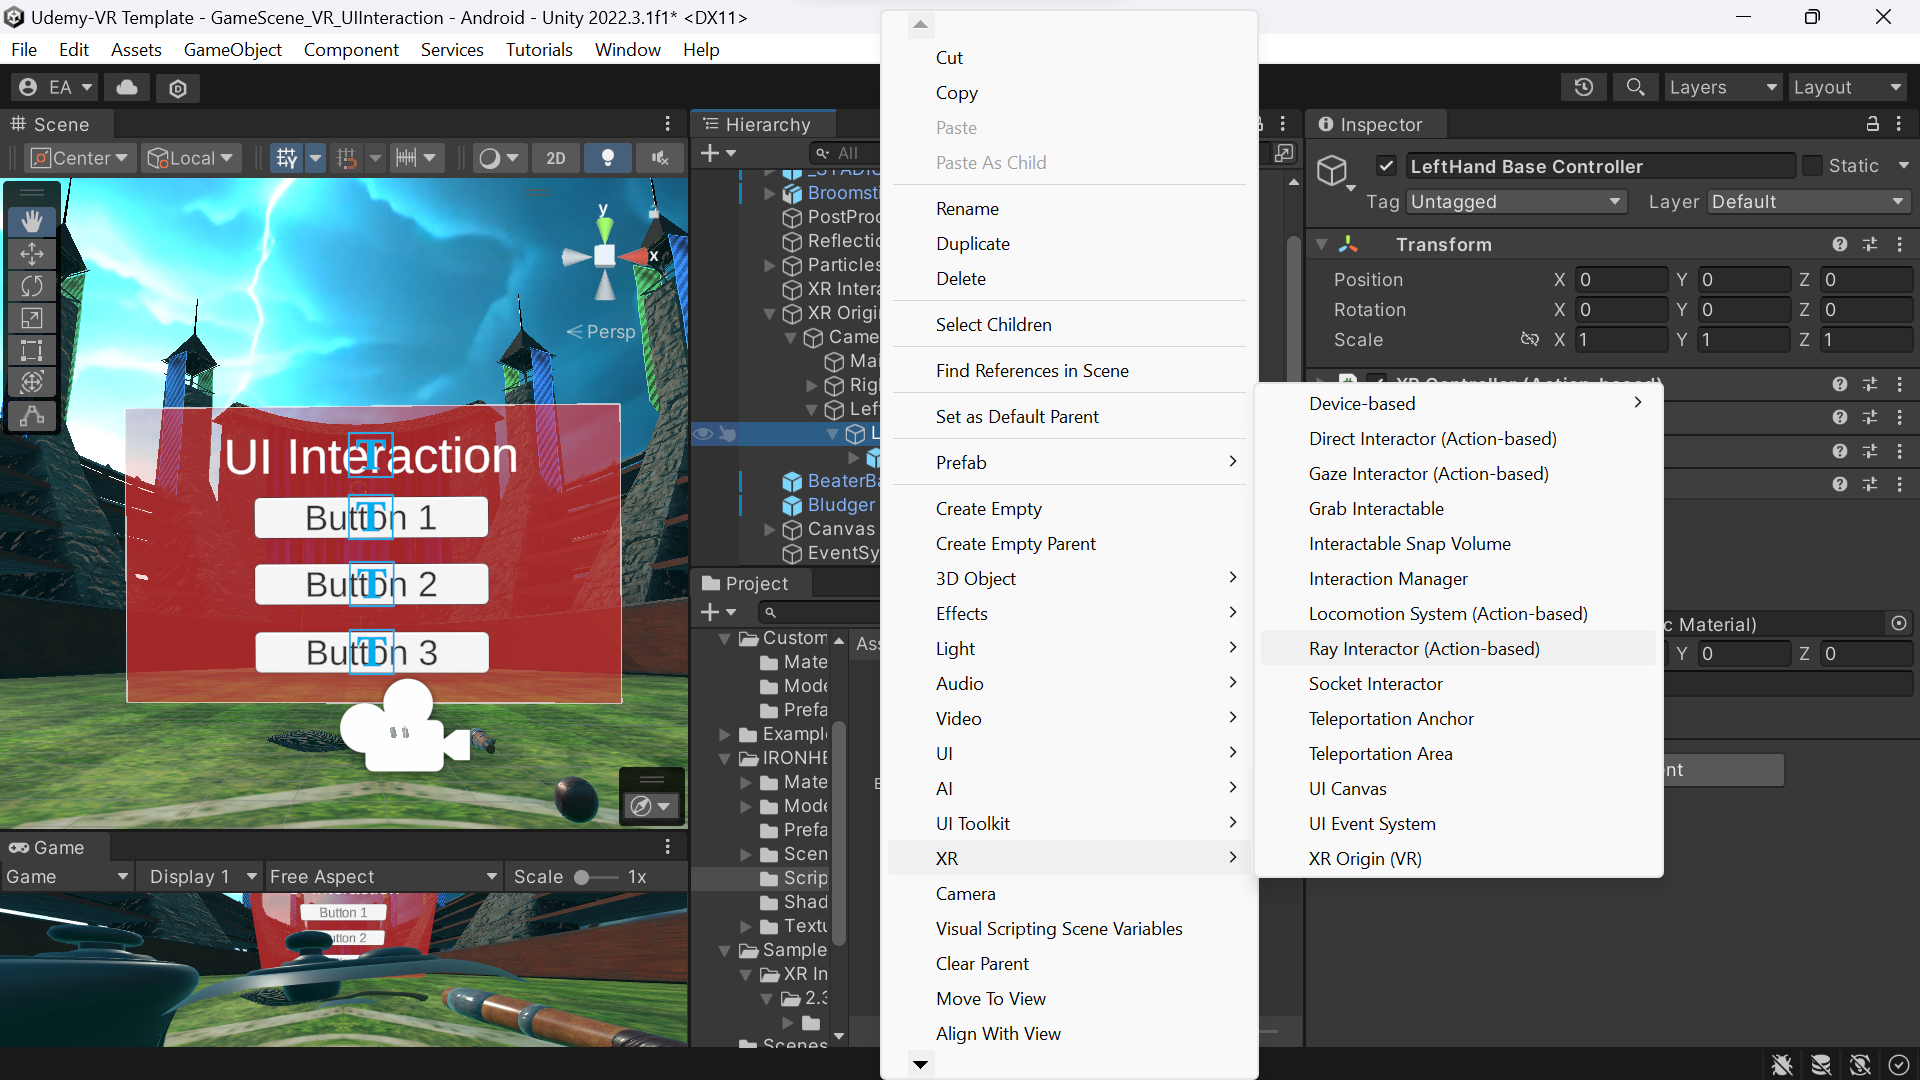 Udemy-VR Template - GameScene_VR_UIInteraction - Android - Unity 2022.3.1f1* <DX11>
File Edit Assets GameObject Component Services Tutorials Window Help
EA
Layers
Layout
Scene
Center
Local
2D
y
x
Persp
UI Interaction
Button 1
Button 2
Button 3
Game
Game
Display 1
Free Aspect
Scale
1x
Button 1
Hierarchy
All
Broomsti
PostProc
Reflectio
Particles
XR Intera
XR Origi
Came
Mai
Rig
Lef
L
BeaterBa
Bludger
Canvas
EventSy
Project
Custom
Mate
Mode
Prefa
Exampl
IRONHE
Mate
Mode
Prefa
Scen
Scrip
Shad
Textu
Sample
XR In
2.3
Scenes
Ass
Cut
Copy
Paste
Paste As Child
Rename
Duplicate
Delete
Select Children
Find References in Scene
Set as Default Parent
Prefab
Create Empty
Create Empty Parent
3D Object
Effects
Light
Audio
Video
UI
AI
UI Toolkit
XR
Camera
Visual Scripting Scene Variables
Clear Parent
Move To View
Align With View
Device-based
Direct Interactor (Action-based)
Gaze Interactor (Action-based)
Grab Interactable
Interactable Snap Volume
Interaction Manager
Locomotion System (Action-based)
Ray Interactor (Action-based)
Socket Interactor
Teleportation Anchor
Teleportation Area
UI Canvas
UI Event System
XR Origin (VR)
Inspector
LeftHand Base Controller
Static
Tag Untagged
Layer Default
Transform
Position X 0 Y 0 Z 0
Rotation X 0 Y 0 Z 0
Scale X 1 Y 1 Z 1
XR Controller (Action-based)
c Material)
Y 0 Z 0
nt